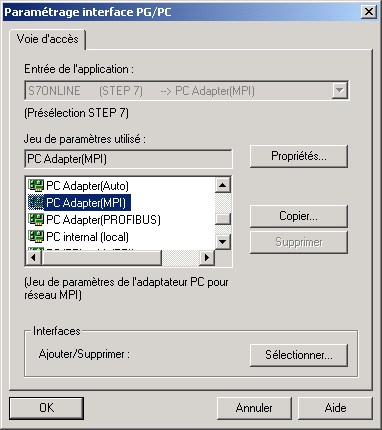 Paramétrage interface PG/PC
Voie d'accès
Entrée de l'application :
S7ONLINE (STEP 7) --> PC Adapter(MPI)
(Présélection STEP 7)
Jeu de paramètres utilisé :
PC Adapter(MPI)
Propriétés...
PC Adapter(Auto)
PC Adapter(MPI)
PC Adapter(PROFIBUS)
PC internal (local)
Copier...
Supprimer
(Jeu de paramètres de l'adaptateur PC pour
réseau MPI)
Interfaces
Ajouter/Supprimer :
Sélectionner...
OK
Annuler
Aide